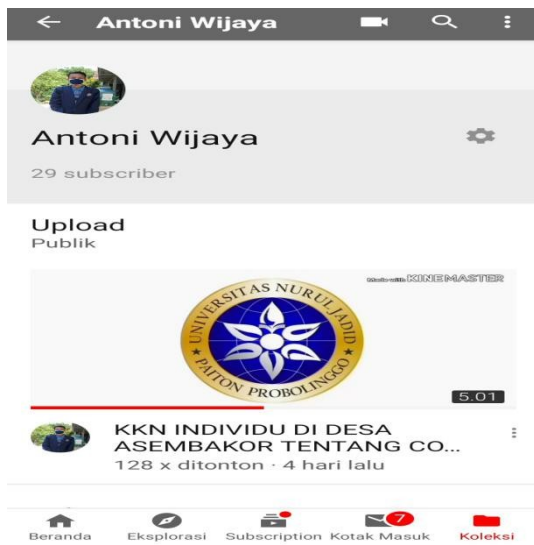 Antoni Wijaya
Antoni Wijaya
29 subscriber
Upload
Publik
Made with KINEMASTER
UNIVERSITAS NURUL JADID
PAITON PROBOLINGGO
5.01
KKN INDIVIDU DI DESA
ASEMBAKOR TENTANG CO...
128 x ditonton · 4 hari lalu
7
Beranda Eksplorasi Subscription Kotak Masuk Koleksi